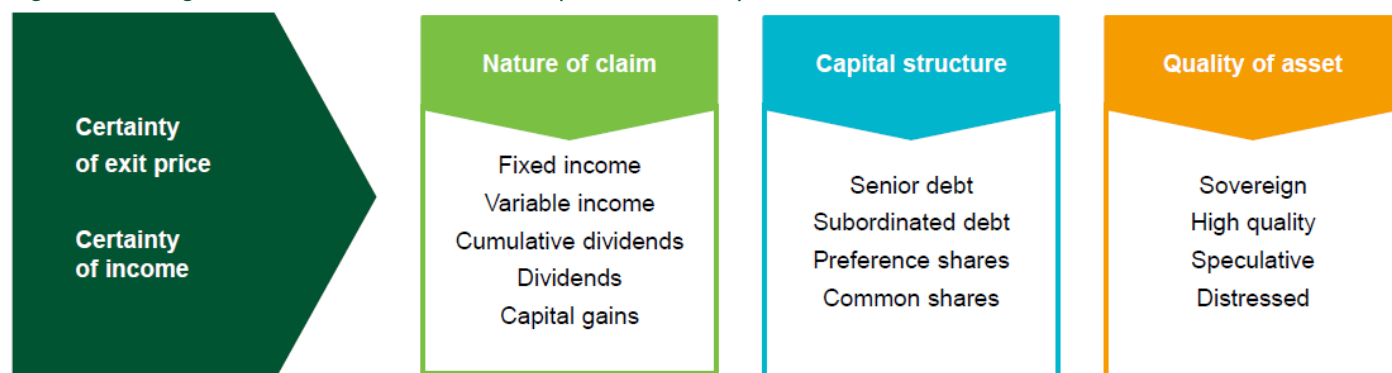 Certainty
of exit price
Certainty
of income
Nature of claim
Fixed income
Variable income
Cumulative dividends
Dividends
Capital gains
Capital structure
Senior debt
Subordinated debt
Preference shares
Common shares
Quality of asset
Sovereign
High quality
Speculative
Distressed